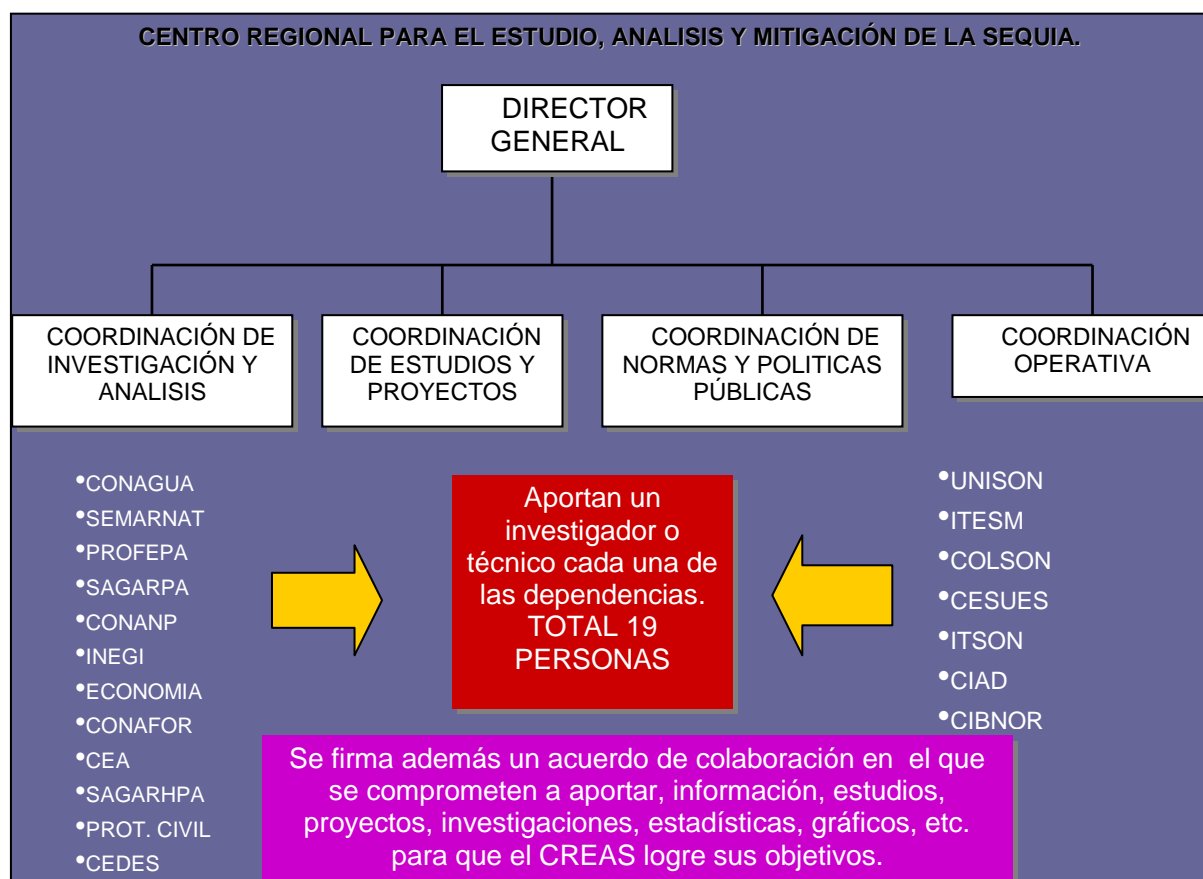 CENTRO REGIONAL PARA EL ESTUDIO, ANALISIS Y MITIGACIÓN DE LA SEQUIA.
DIRECTOR
GENERAL
COORDINACIÓN DE
INVESTIGACIÓN Y
ANALISIS
COORDINACIÓN
DE ESTUDIOS Y
PROYECTOS
COORDINACIÓN DE
NORMAS Y POLITICAS
PÚBLICAS
COORDINACIÓN
OPERATIVA
•CONAGUA
•SEMARNAT
•PROFEPA
•SAGARPA
•CONANP
•INEGI
•ECONOMIA
•CONAFOR
•CEA
•SAGARHPA
•PROT. CIVIL
•CEDES
Aportan un
investigador o
técnico cada una de
las dependencias.
TOTAL 19
PERSONAS
•UNISON
•ITESM
•COLSON
•CESUES
•ITSON
•CIAD
•CIBNOR
Se firma además un acuerdo de colaboración en el que
se comprometen a aportar, información, estudios,
proyectos, investigaciones, estadísticas, gráficos, etc.
para que el CREAS logre sus objetivos.